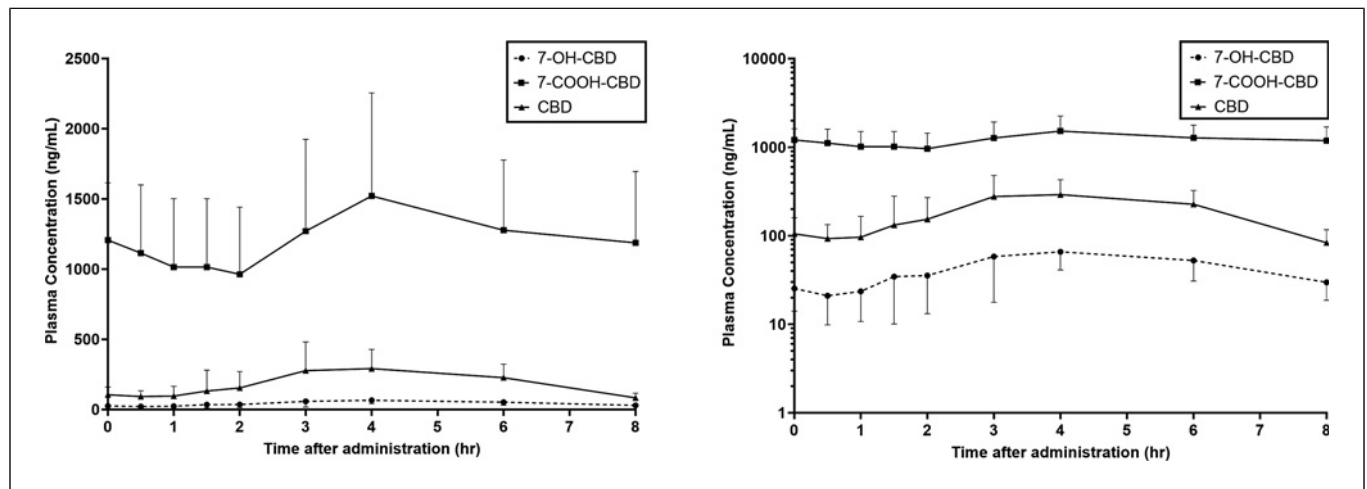 7-OH-CBD
7-COOH-CBD
CBD
2500
2000
1500
1000
500
0
Plasma Concentration (ng/mL)
0 1 2 3 4 5 6 7 8
Time after administration (hr)
7-OH-CBD
7-COOH-CBD
CBD
10000
1000
100
10
1
Plasma Concentration (ng/mL)
0 1 2 3 4 5 6 7 8
Time after administration (hr)